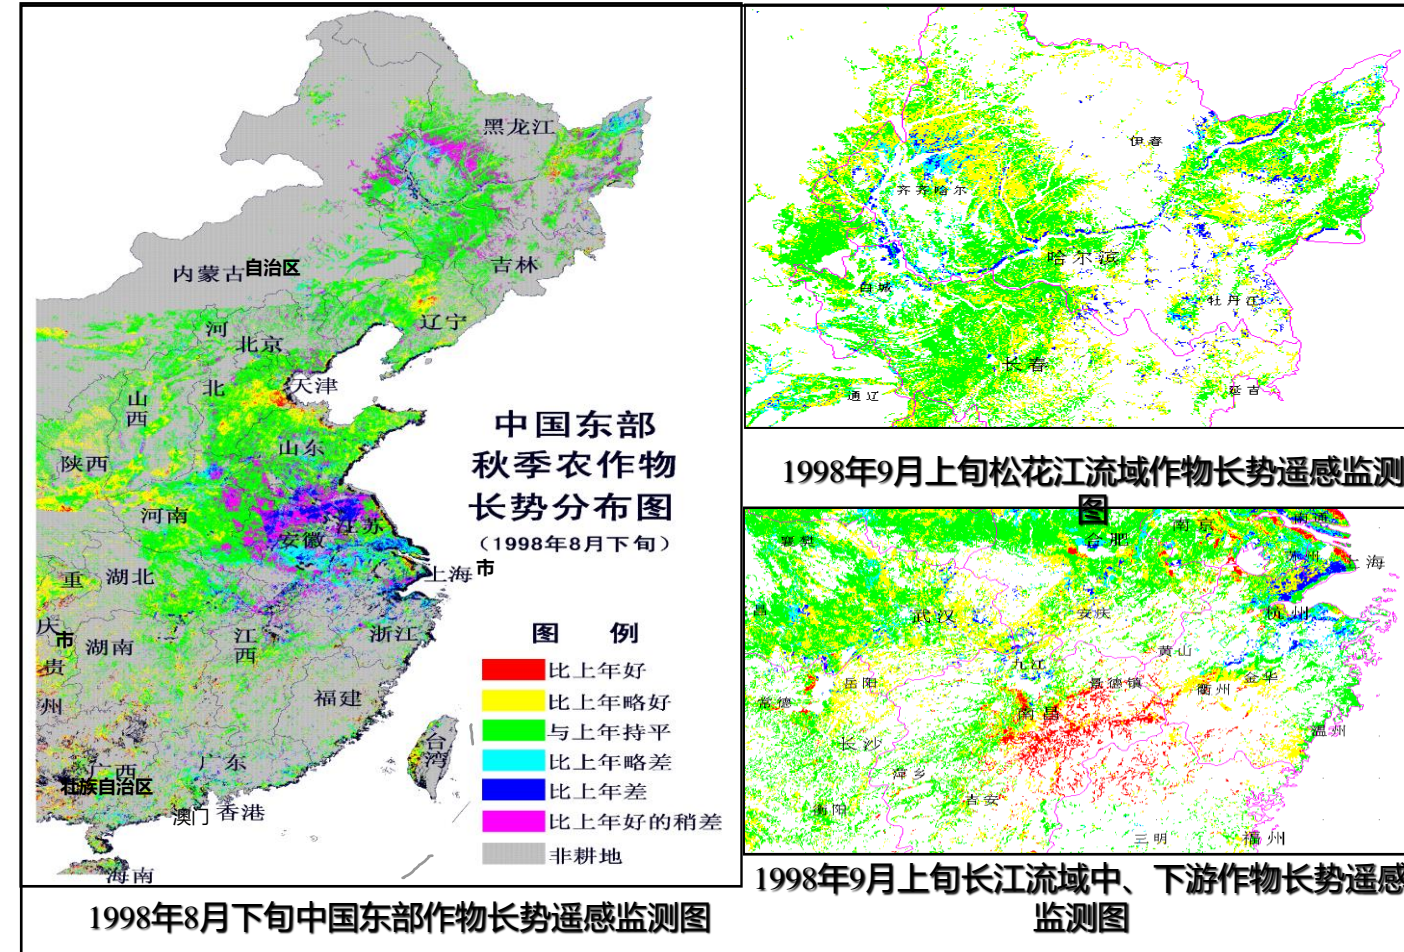 黑龙江
内蒙古自治区
吉林
辽宁
河
北
北京
天津
山
西
山东
陕西
河南
江苏
安徽
上海市
重
庆
市
湖北
湖南
江
西
浙江
贵
州
福建
台
湾
广西
壮族自治区
广东
澳门
香港
海南
中国东部
秋季农作物
长势分布图
(1998年8月下旬)
图 例
比上年好
比上年略好
与上年持平
比上年略差
比上年差
比上年好的稍差
非耕地
1998年8月下旬中国东部作物长势遥感监测图
伊春
齐齐哈尔
哈尔滨
白城
牡丹江
长春
通辽
延吉
1998年9月上旬松花江流域作物长势遥感监测
图
南京
南通
襄樊
合肥
苏州
上海
昌
武汉
安庆
杭州
九江
黄山
岳阳
景德镇
衢州
金华
常德
南昌
长沙
温州
萍乡
吉安
衡阳
三明
福州
1998年9月上旬长江流域中、下游作物长势遥感
监测图